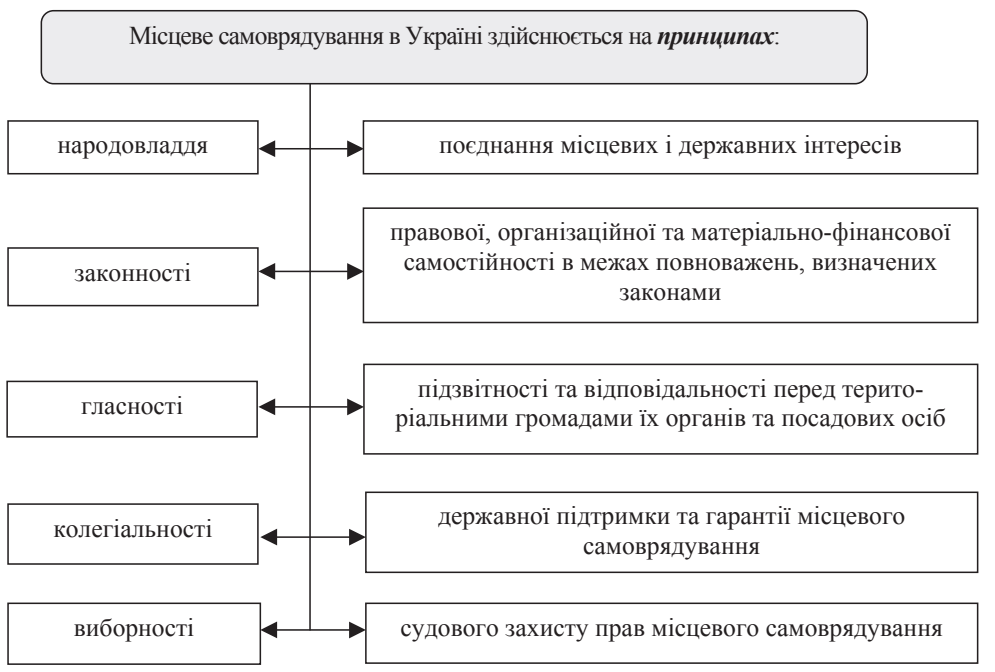 Місцеве самоврядування в Україні здійснюється на принципах:
народовладдя
поєднання місцевих і державних інтересів
законності
правової, організаційної та матеріально-фінансової
самостійності в межах повноважень, визначених
законами
гласності
підзвітності та відповідальності перед терито-
ріальними громадами їх органів та посадових осіб
колегіальності
державної підтримки та гарантії місцевого
самоврядування
виборності
судового захисту прав місцевого самоврядування